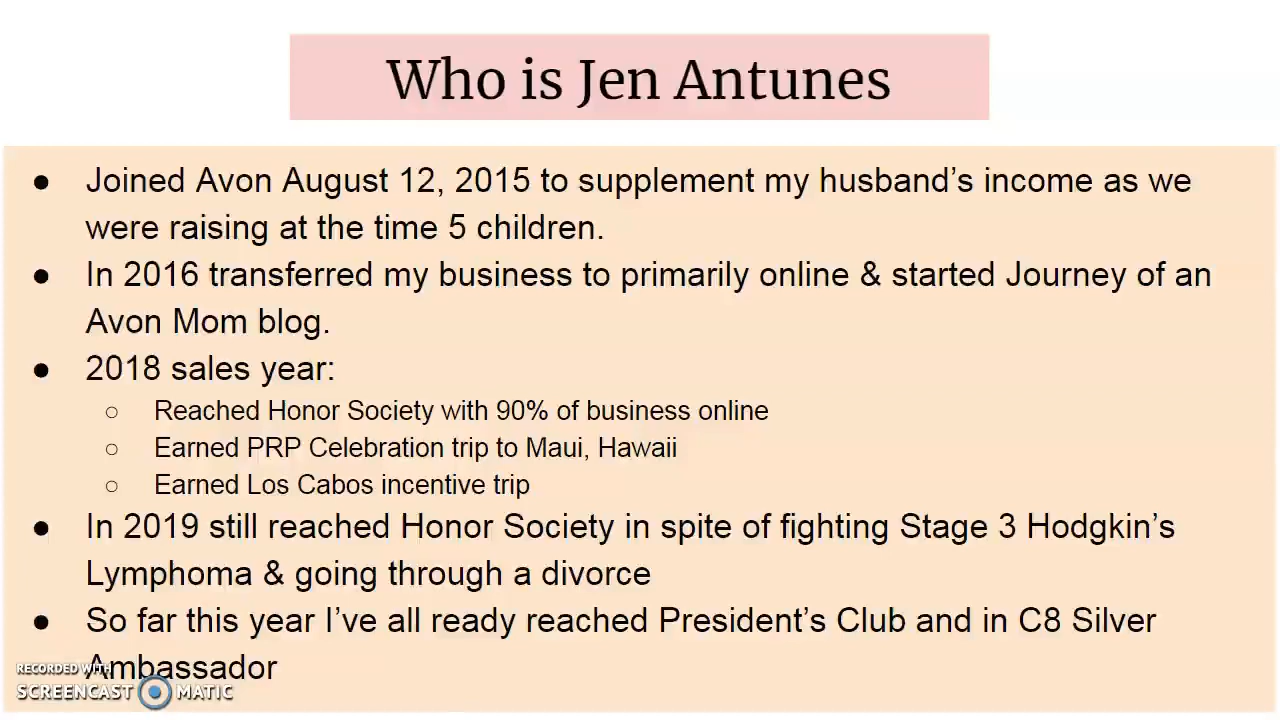 Who is Jen Antunes
● Joined Avon August 12, 2015 to supplement my husband’s income as we
were raising at the time 5 children.
● In 2016 transferred my business to primarily online & started Journey of an
Avon Mom blog.
● 2018 sales year:
○ Reached Honor Society with 90% of business online
○ Earned PRP Celebration trip to Maui, Hawaii
○ Earned Los Cabos incentive trip
● In 2019 still reached Honor Society in spite of fighting Stage 3 Hodgkin’s
Lymphoma & going through a divorce
● So far this year I’ve all ready reached President’s Club and in C8 Silver
Ambassador
RECORDED WITH
SCREENCAST MATIC